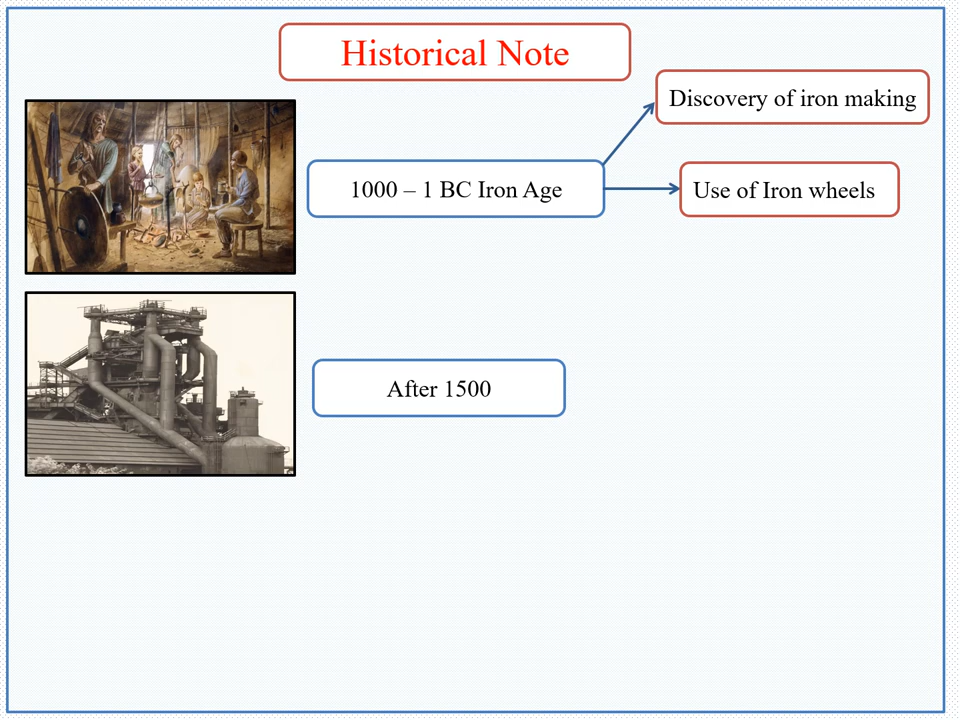 Historical Note
Discovery of iron making
1000 – 1 BC Iron Age
Use of Iron wheels
After 1500